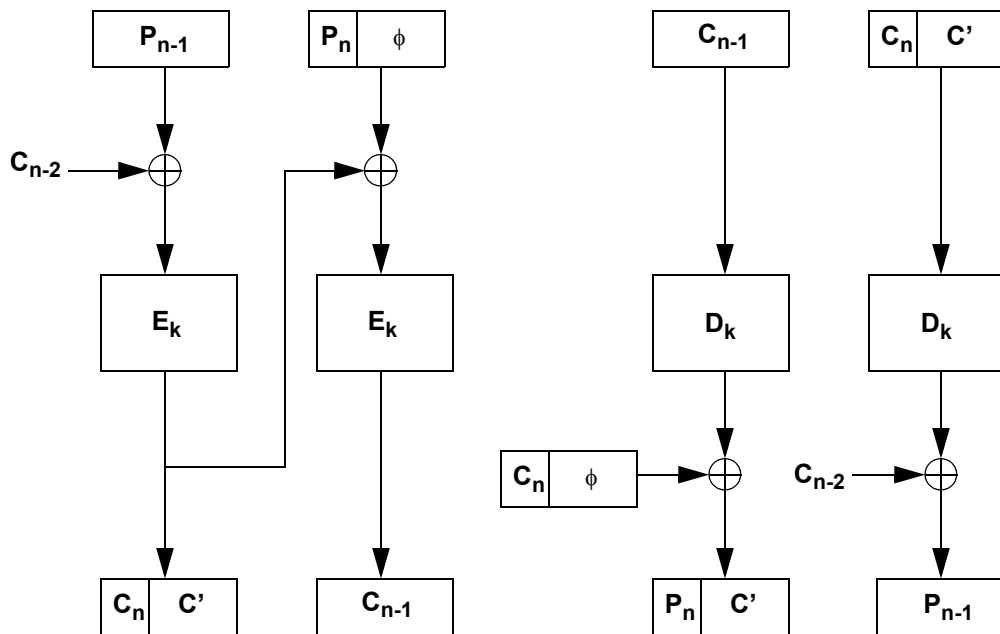 Pn-1 Pn ϕ Cn-1 Cn C'
Cn-2
Ek Ek Dk Dk
Cn ϕ Cn-2
Cn C' Cn-1 Pn C' Pn-1